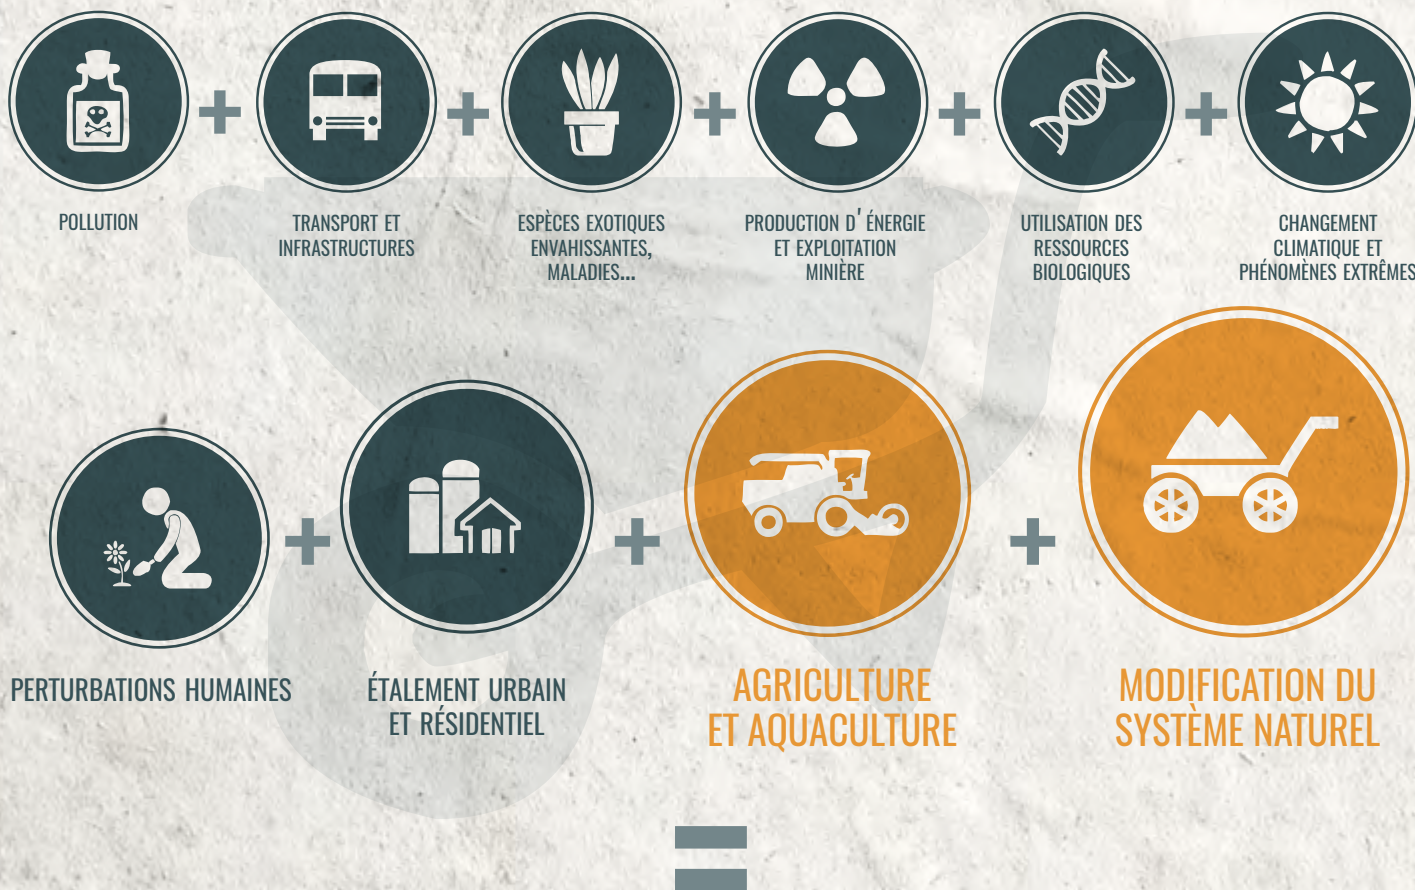 POLLUTION
TRANSPORT ET
INFRASTRUCTURES
ESPÈCES EXOTIQUES
ENVAHISSANTES,
MALADIES...
PRODUCTION D'ÉNERGIE
ET EXPLOITATION
MINIÈRE
UTILISATION DES
RESSOURCES
BIOLOGIQUES
CHANGEMENT
CLIMATIQUE ET
PHÉNOMÈNES EXTRÊMES
PERTURBATIONS HUMAINES
ÉTALEMENT URBAIN
ET RÉSIDENTIEL
AGRICULTURE
ET AQUACULTURE
MODIFICATION DU
SYSTÈME NATUREL